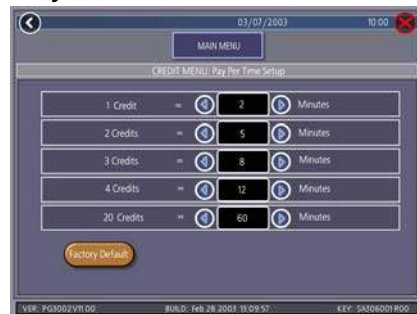 03/07/2003 10:00
MAIN MENU
CREDIT MENU: Pay Per Time Setup
1 Credit = 2 Minutes
2 Credits = 5 Minutes
3 Credits = 8 Minutes
4 Credits = 12 Minutes
20 Credits = 60 Minutes
Factory Default
VER: PG3002V11.00 BUILD: Feb 28 2003 13:09:57 KEY: SA306001R00